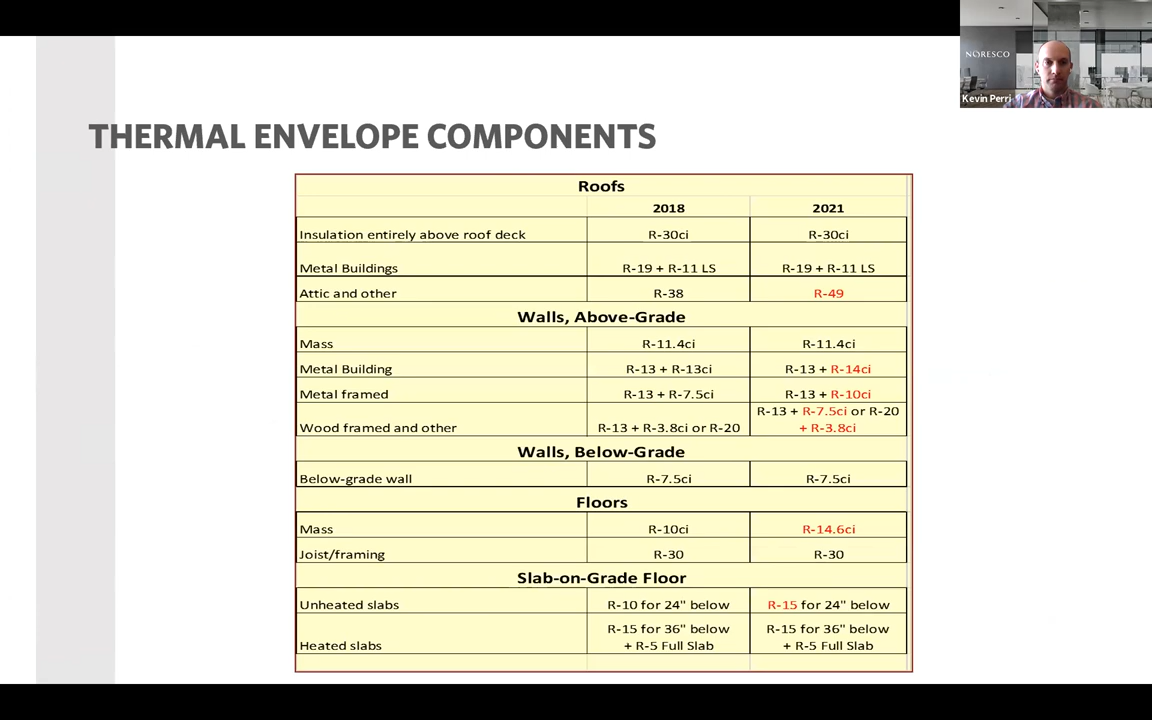 NORESCO
Kevin Perri
THERMAL ENVELOPE COMPONENTS
Roofs
2018 2021
Insulation entirely above roof deck R-30ci R-30ci
Metal Buildings R-19 + R-11 LS R-19 + R-11 LS
Attic and other R-38 R-49
Walls, Above-Grade
Mass R-11.4ci R-11.4ci
Metal Building R-13 + R-13ci R-13 + R-14ci
Metal framed R-13 + R-7.5ci R-13 + R-10ci
R-13 + R-7.5ci or R-20
Wood framed and other R-13 + R-3.8ci or R-20 + R-3.8ci
Walls, Below-Grade
Below-grade wall R-7.5ci R-7.5ci
Floors
Mass R-10ci R-14.6ci
Joist/framing R-30 R-30
Slab-on-Grade Floor
Unheated slabs R-10 for 24" below R-15 for 24" below
R-15 for 36" below R-15 for 36" below
Heated slabs + R-5 Full Slab + R-5 Full Slab